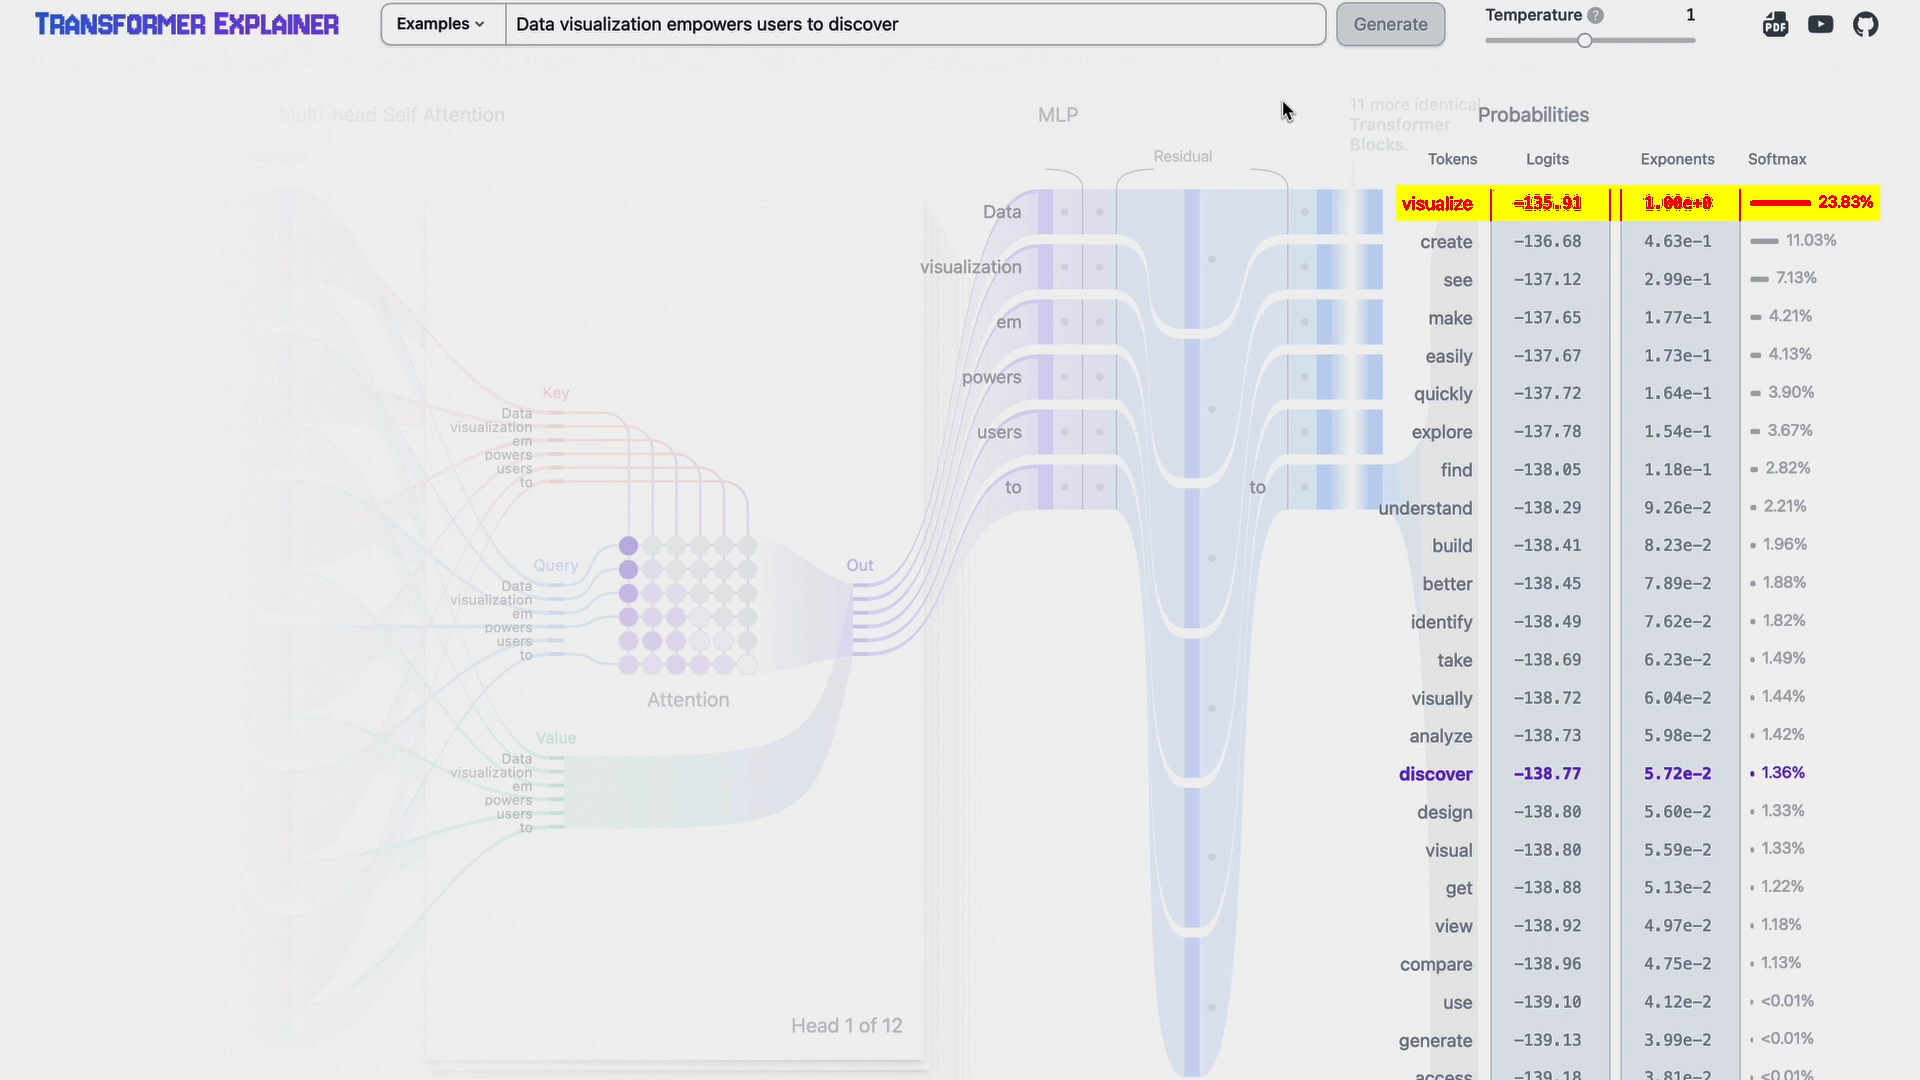 TRANSFORMER EXPLAINER
Examples
Data visualization empowers users to discover
Generate
Temperature ?
1
PDF
Multi-head Self Attention
MLP
11 more identical
Transformer
Blocks.
Probabilities
Residual
Tokens Logits Exponents Softmax
visualize -135.91 1.00e+0 23.83%
create -136.68 4.63e-1 11.03%
see -137.12 2.99e-1 7.13%
make -137.65 1.77e-1 4.21%
easily -137.67 1.73e-1 4.13%
quickly -137.72 1.64e-1 3.90%
explore -137.78 1.54e-1 3.67%
find -138.05 1.18e-1 2.82%
understand -138.29 9.26e-2 2.21%
build -138.41 8.23e-2 1.96%
better -138.45 7.89e-2 1.88%
identify -138.49 7.62e-2 1.82%
take -138.69 6.23e-2 1.49%
visually -138.72 6.04e-2 1.44%
analyze -138.73 5.98e-2 1.42%
discover -138.77 5.72e-2 1.36%
design -138.80 5.60e-2 1.33%
visual -138.80 5.59e-2 1.33%
get -138.88 5.13e-2 1.22%
view -138.92 4.97e-2 1.18%
compare -138.96 4.75e-2 1.13%
use -139.10 4.12e-2 <0.01%
generate -139.13 3.99e-2 <0.01%
access -139.18 3.81e-2 <0.01%
Data
visualization
em
powers
users
to
to
Key
Data
visualization
em
powers
users
to
Query
Data
visualization
em
powers
users
to
Out
Attention
Value
Data
visualization
em
powers
users
to
Head 1 of 12